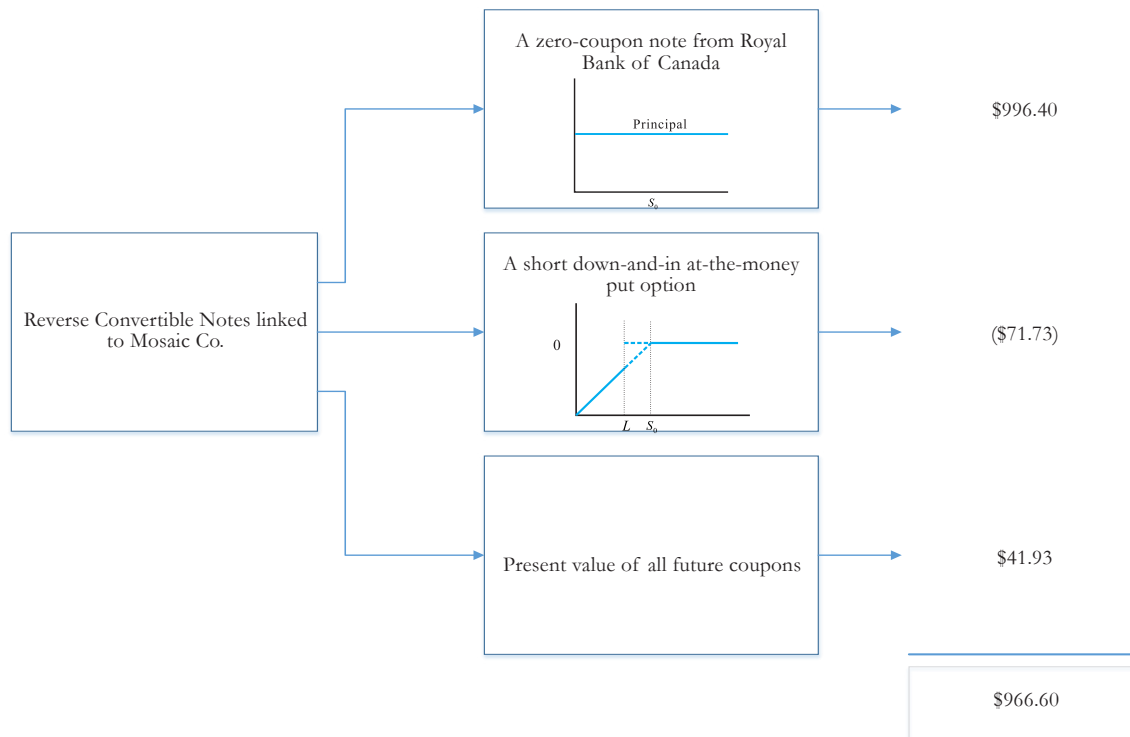 A zero-coupon note from Royal
Bank of Canada
Principal
S₀
$996.40
Reverse Convertible Notes linked
to Mosaic Co.
A short down-and-in at-the-money
put option
0
L S₀
($71.73)
Present value of all future coupons
$41.93
$966.60